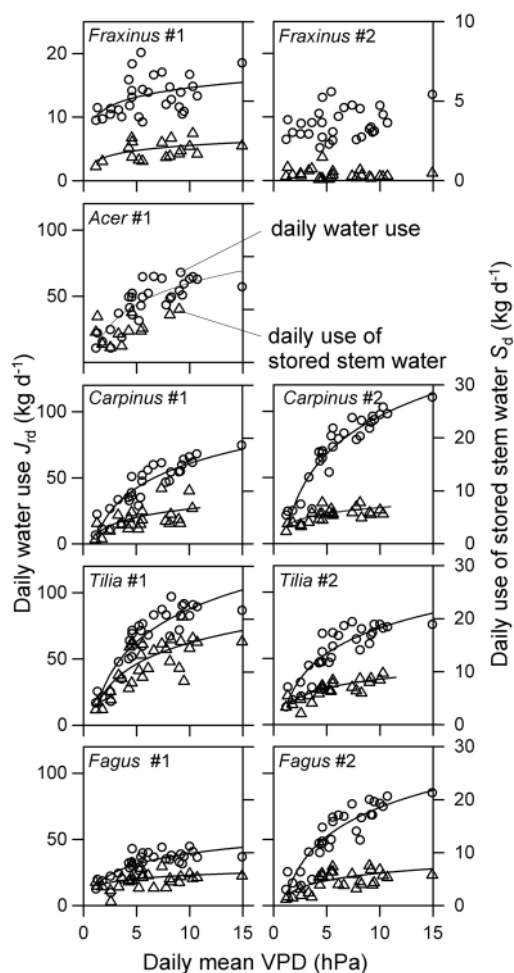 Fraxinus #1
Fraxinus #2
20
10
0
10
5
0
Acer #1
daily water use
daily use of
stored stem water
100
50
0
Carpinus #1
Carpinus #2
100
50
0
30
20
10
0
Tilia #1
Tilia #2
100
50
0
30
20
10
0
Fagus #1
Fagus #2
100
50
0
30
20
10
0
0 5 10 15
0 5 10 15
Daily mean VPD (hPa)
Daily water use Jrd (kg d-1)
Daily use of stored stem water Sd (kg d-1)